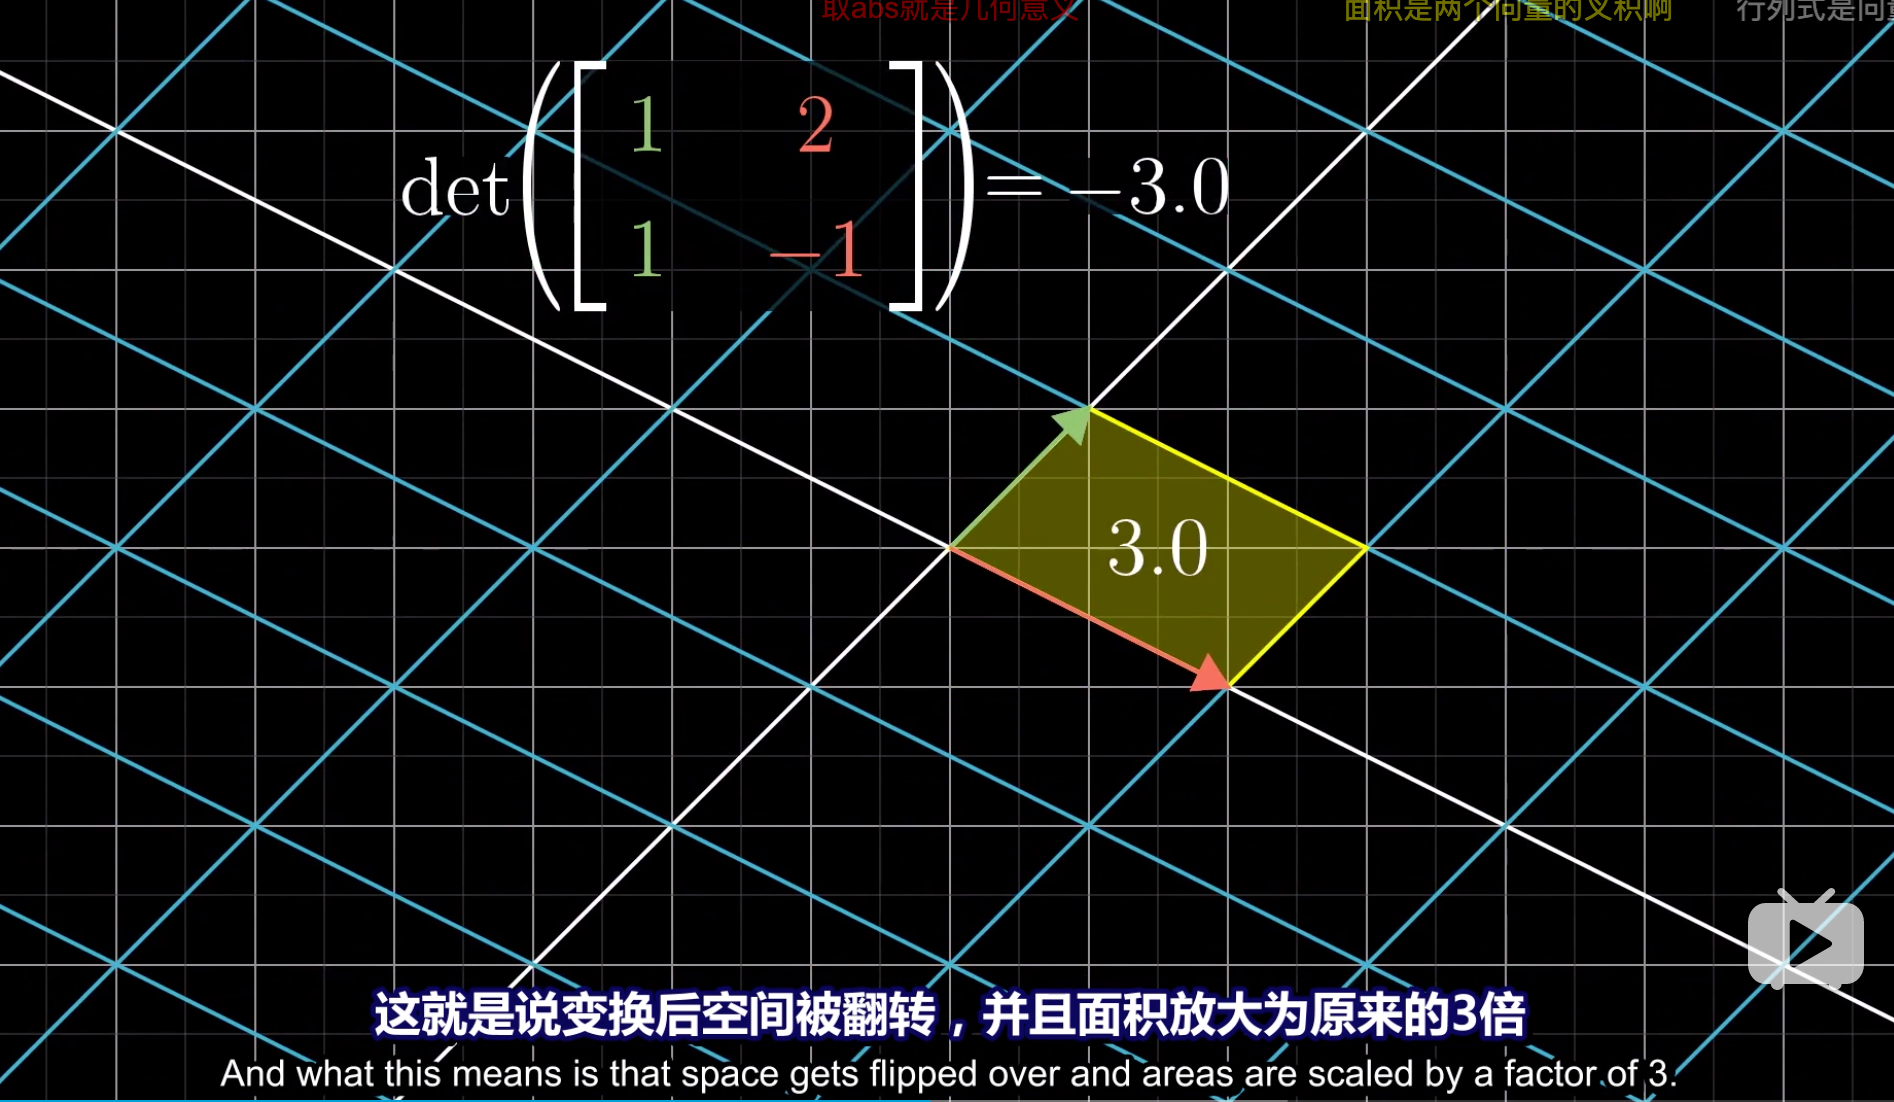 取abs就是几何意义
面积是两个向量的叉积啊
行列式是向
1 2
det = −3.0
1 −1
3.0
这就是说变换后空间被翻转，并且面积放大为原来的3倍
And what this means is that space gets flipped over and areas are scaled by a factor of 3.